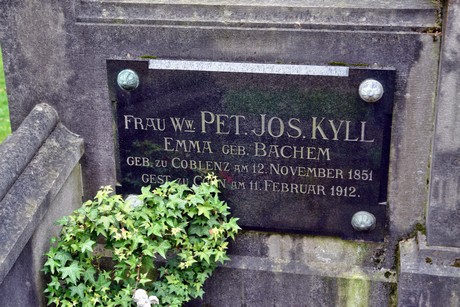 FRAU WW. PET. JOS. KYLL
EMMA GEB. BACHEM
GEB. ZU COBLENZ AM 12. NOVEMBER 1851
GEST. ZU CÖLN AM 11. FEBRUAR 1912.